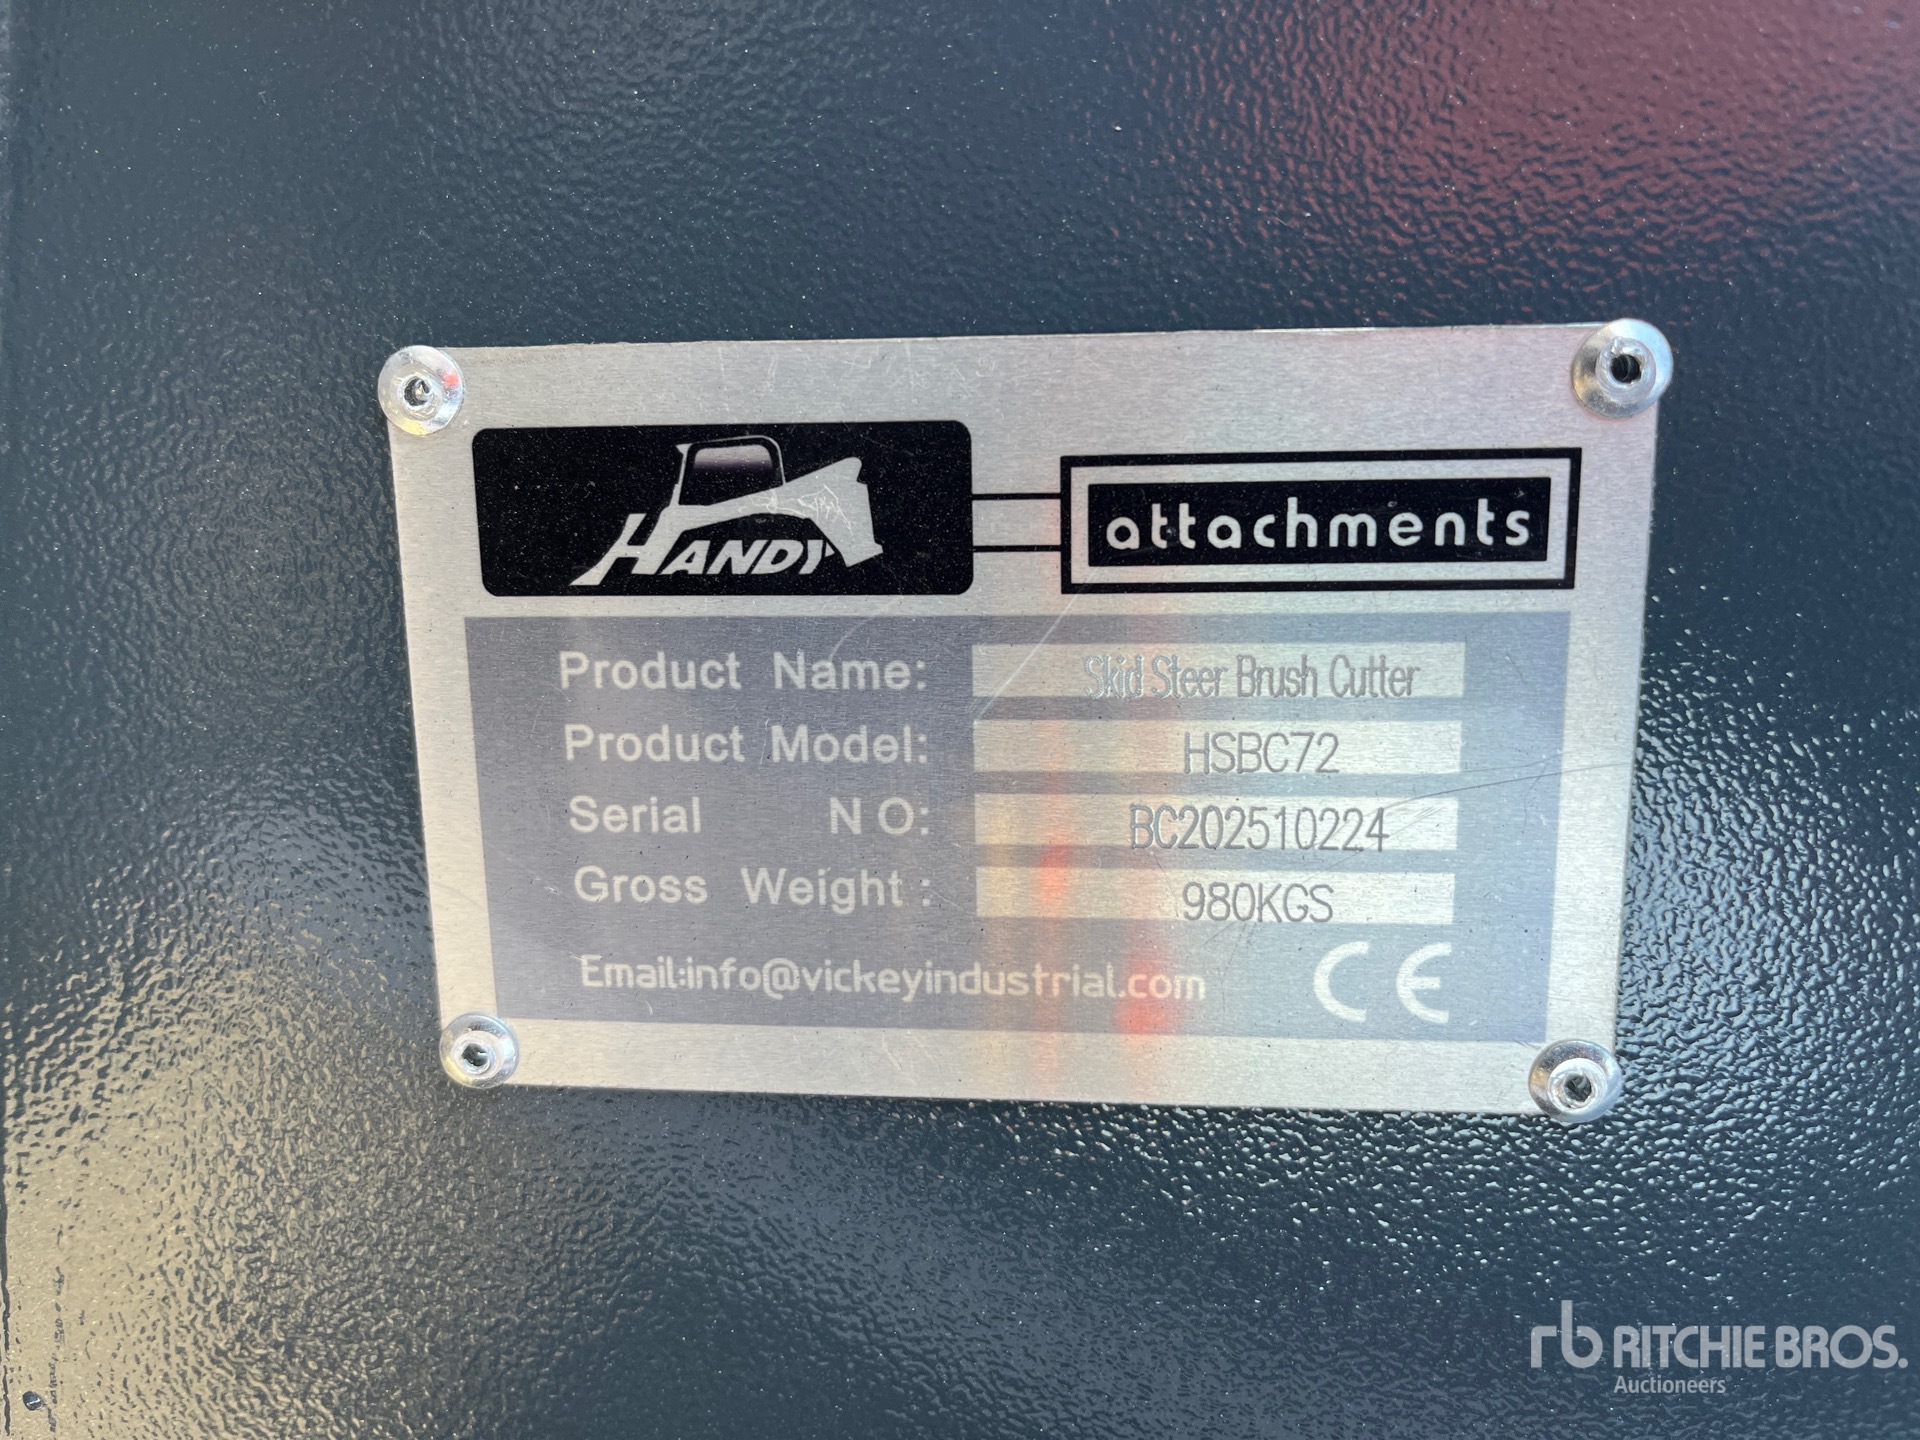 HANDY
attachments
Product Name: Skid Steer Brush Cutter
Product Model: HSBC72
Serial NO: BC202510224
Gross Weight: 980KGS
Email:info@vickeyindustrial.com CE
rb RITCHIE BROS.
Auctioneers